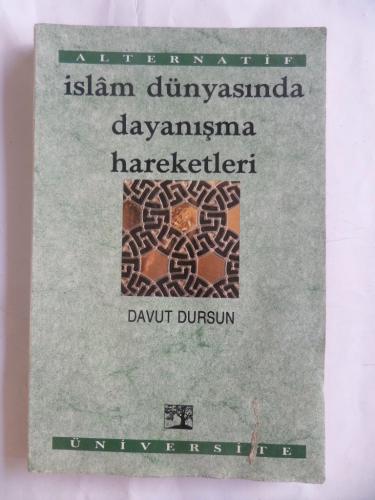 ALTERNATİF
islâm dünyasında
dayanışma
hareketleri
DAVUT DURSUN
ÜNİVERSİTE